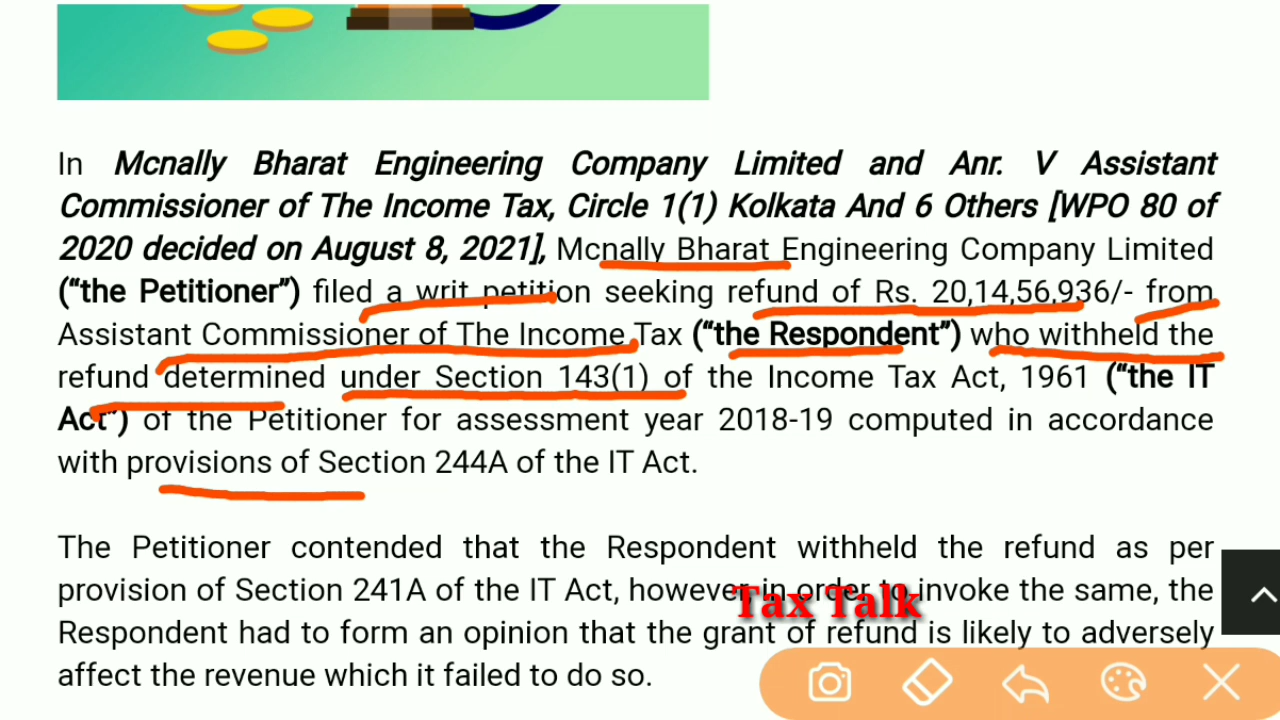 In Mcnally Bharat Engineering Company Limited and Anr. V Assistant
Commissioner of The Income Tax, Circle 1(1) Kolkata And 6 Others [WPO 80 of
2020 decided on August 8, 2021], Mcnally Bharat Engineering Company Limited
(“the Petitioner”) filed a writ petition seeking refund of Rs. 20,14,56,936/- from
Assistant Commissioner of The Income Tax (“the Respondent”) who withheld the
refund determined under Section 143(1) of the Income Tax Act, 1961 (“the IT
Act”) of the Petitioner for assessment year 2018-19 computed in accordance
with provisions of Section 244A of the IT Act.
The Petitioner contended that the Respondent withheld the refund as per
provision of Section 241A of the IT Act, however, in order to invoke the same, the
Tax Talk
Respondent had to form an opinion that the grant of refund is likely to adversely
affect the revenue which it failed to do so.